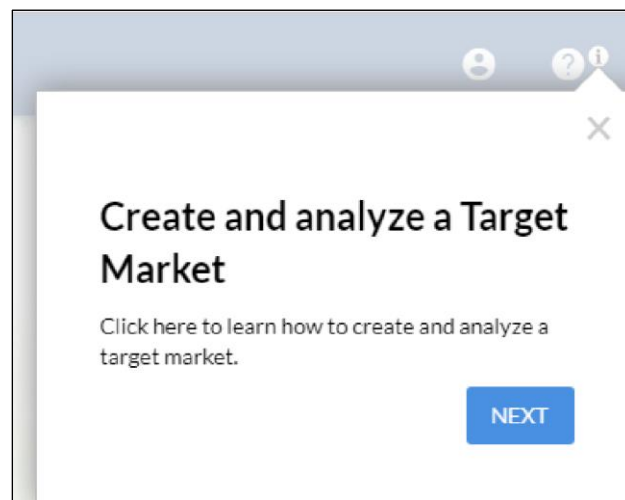 Create and analyze a Target
Market
Click here to learn how to create and analyze a
target market.
NEXT